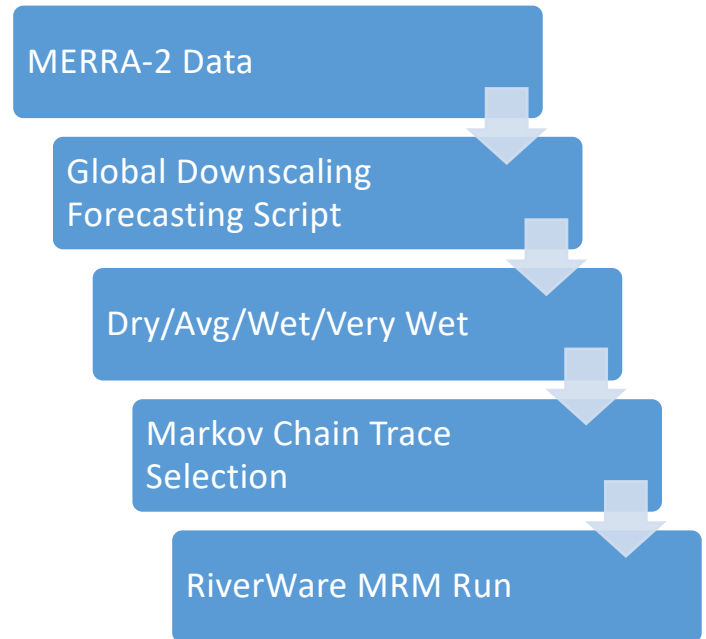 MERRA-2 Data
Global Downscaling
Forecasting Script
Dry/Avg/Wet/Very Wet
Markov Chain Trace
Selection
RiverWare MRM Run